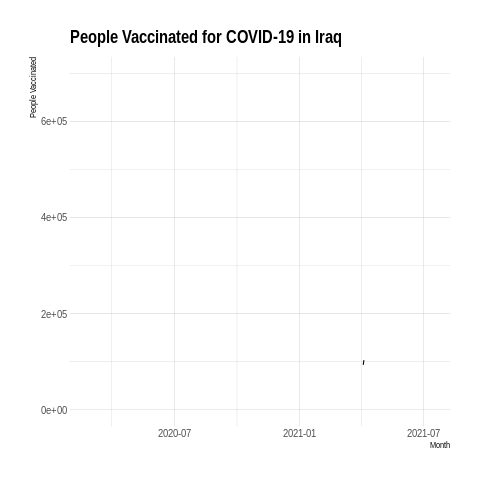 People Vaccinated for COVID-19 in Iraq
People Vaccinated
6e+05
4e+05
2e+05
0e+00
2020-07
2021-01
2021-07
Month